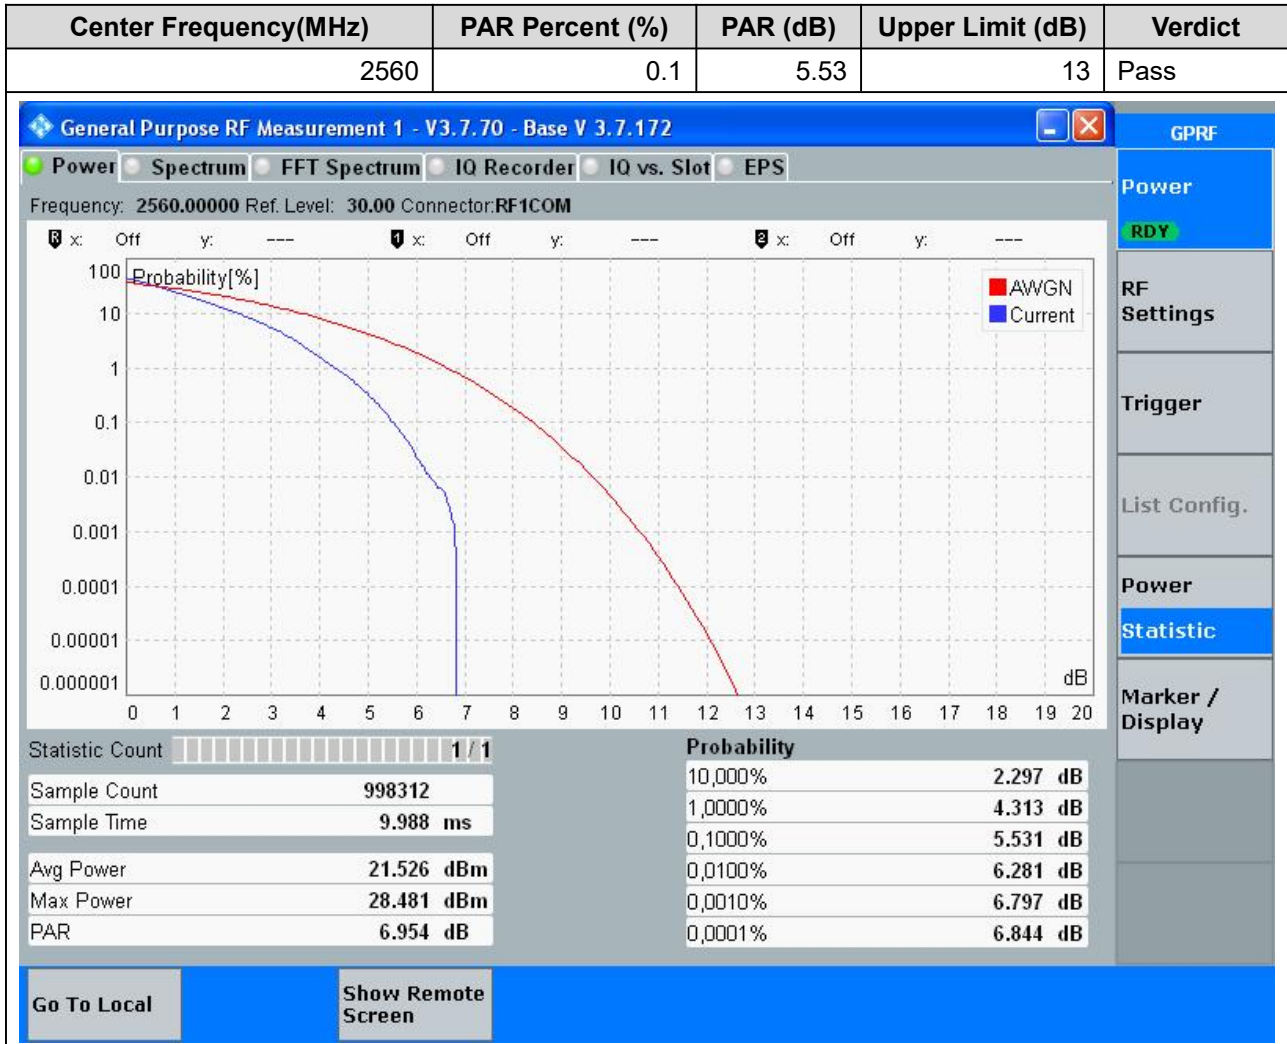 Center Frequency(MHz) PAR Percent (%) PAR (dB) Upper Limit (dB) Verdict
2560 0.1 5.53 13 Pass
General Purpose RF Measurement 1 - V3.7.70 - Base V 3.7.172
GPRF
Power Spectrum FFT Spectrum IQ Recorder IQ vs. Slot EPS
Frequency: 2560.00000 Ref. Level: 30.00 Connector:RF1COM
R x: Off y: --- 1 x: Off y: --- 2 x: Off y: ---
Probability[%]
100
10
1
0.1
0.01
0.001
0.0001
0.00001
0.000001
AWGN
Current
dB
0 1 2 3 4 5 6 7 8 9 10 11 12 13 14 15 16 17 18 19 20
Statistic Count 1 / 1
Sample Count 998312
Sample Time 9.988 ms
Avg Power 21.526 dBm
Max Power 28.481 dBm
PAR 6.954 dB
Probability
10,000% 2.297 dB
1,0000% 4.313 dB
0,1000% 5.531 dB
0,0100% 6.281 dB
0,0010% 6.797 dB
0,0001% 6.844 dB
Power
RDY
RF
Settings
Trigger
List Config.
Power
Statistic
Marker /
Display
Go To Local
Show Remote
Screen